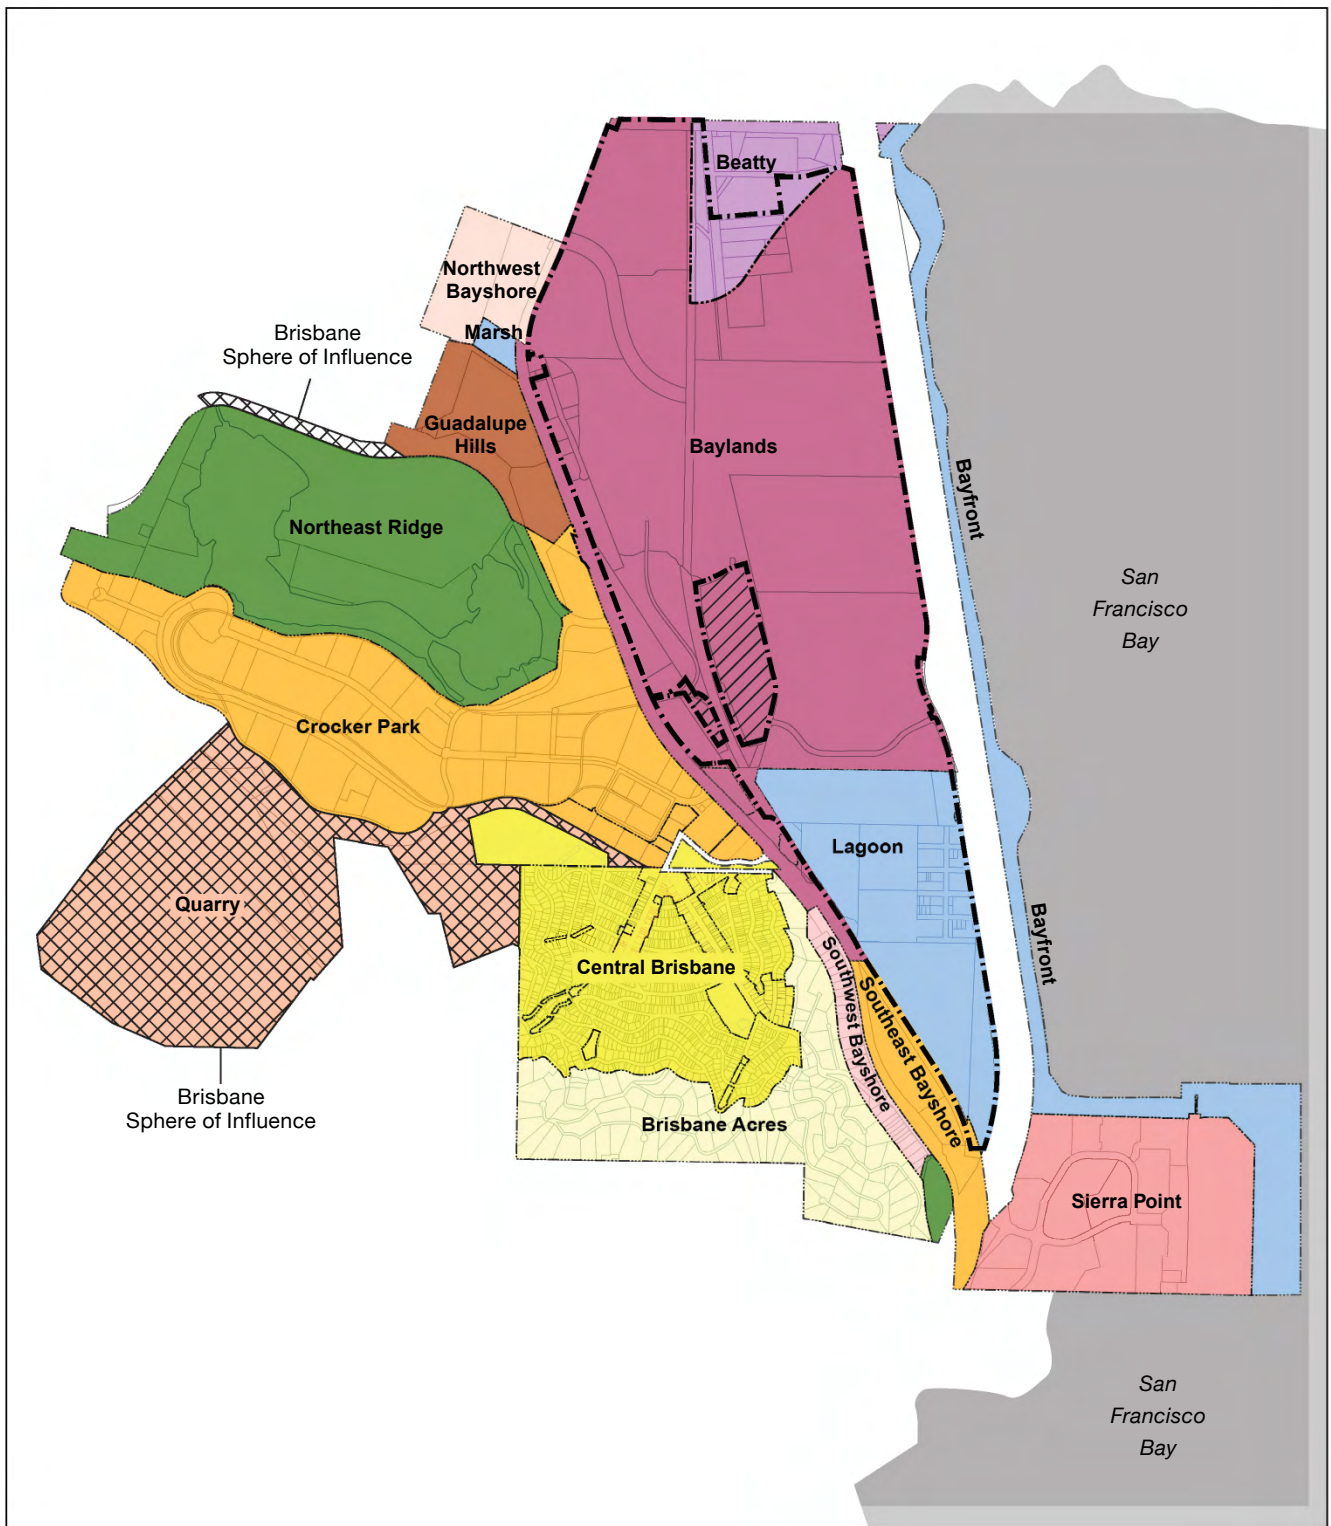 Beatty
Northwest
Bayshore
Marsh
Brisbane
Sphere of Influence
Guadalupe
Hills
Baylands
Bayfront
Northeast Ridge
San
Francisco
Bay
Crocker Park
Lagoon
Quarry
Bayfront
Central Brisbane
Southwest Bayshore
Southeast Bayshore
Brisbane
Sphere of Influence
Brisbane Acres
Sierra Point
San
Francisco
Bay